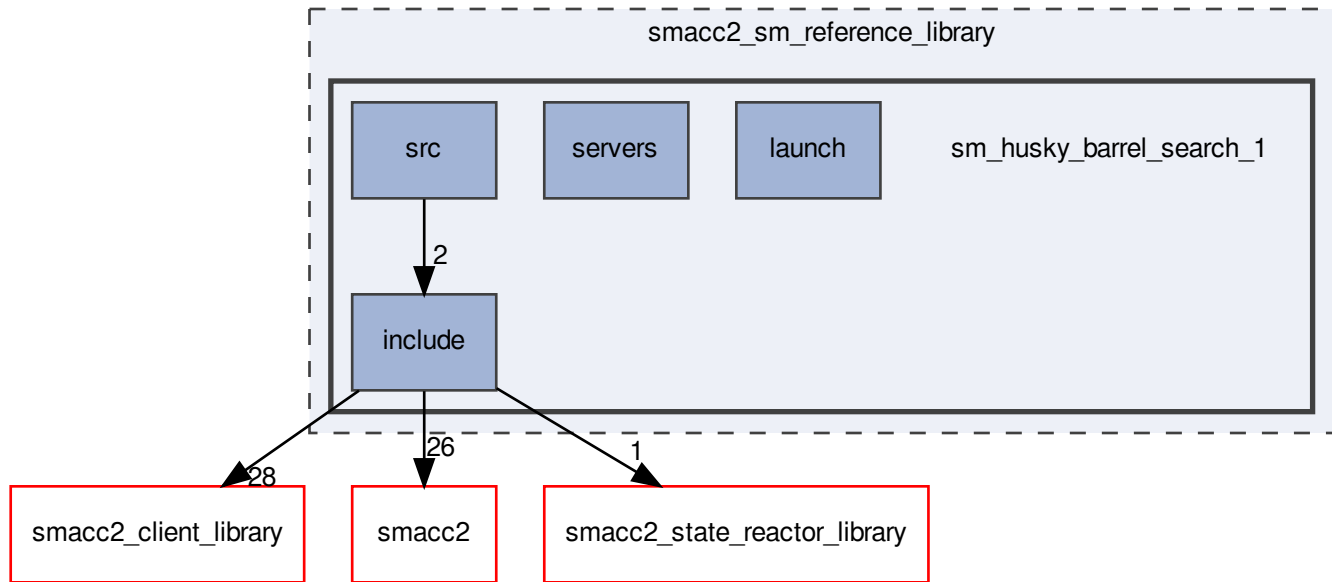 smacc2_sm_reference_library
src
servers
launch
sm_husky_barrel_search_1
2
include
28
26
1
smacc2_client_library
smacc2
smacc2_state_reactor_library